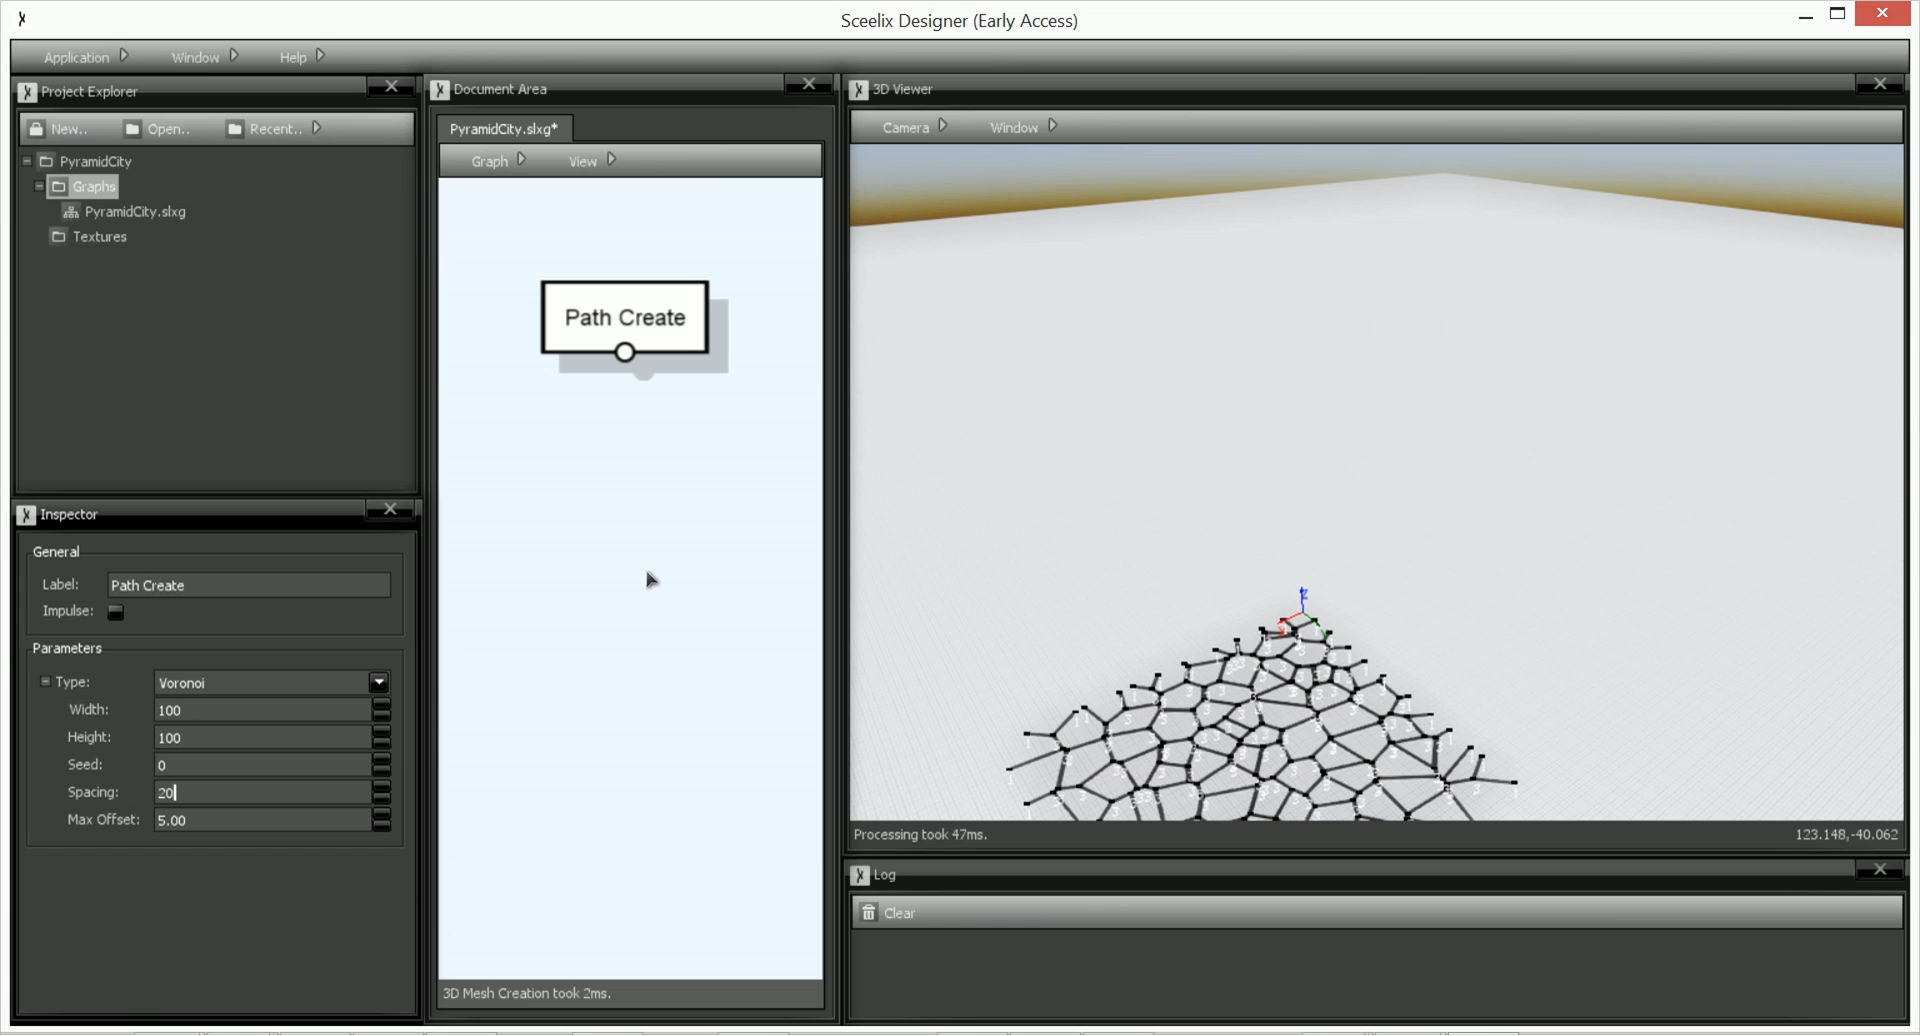 Sceelix Designer (Early Access)
Application Window Help
Project Explorer
New.. Open.. Recent..
PyramidCity
Graphs
PyramidCity.slxg
Textures
Inspector
General
Label: Path Create
Impulse:
Parameters
Type: Voronoi
Width: 100
Height: 100
Seed: 0
Spacing: 20
Max Offset: 5.00
Document Area
PyramidCity.slxg*
Graph View
Path Create
3D Mesh Creation took 2ms.
3D Viewer
Camera Window
Z
Processing took 47ms. 123.148,-40.062
Log
Clear